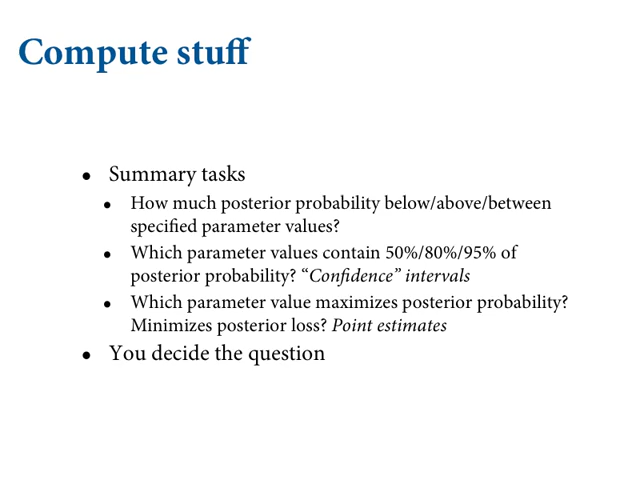 Compute stuff
• Summary tasks
• How much posterior probability below/above/between
specified parameter values?
• Which parameter values contain 50%/80%/95% of
posterior probability? “Confidence” intervals
• Which parameter value maximizes posterior probability?
Minimizes posterior loss? Point estimates
• You decide the question